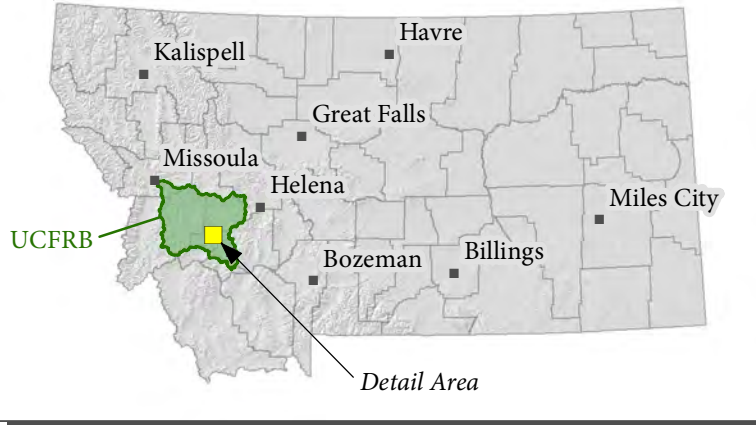 Havre
Kalispell
Great Falls
Missoula
Helena
Miles City
UCFRB
Bozeman
Billings
Detail Area